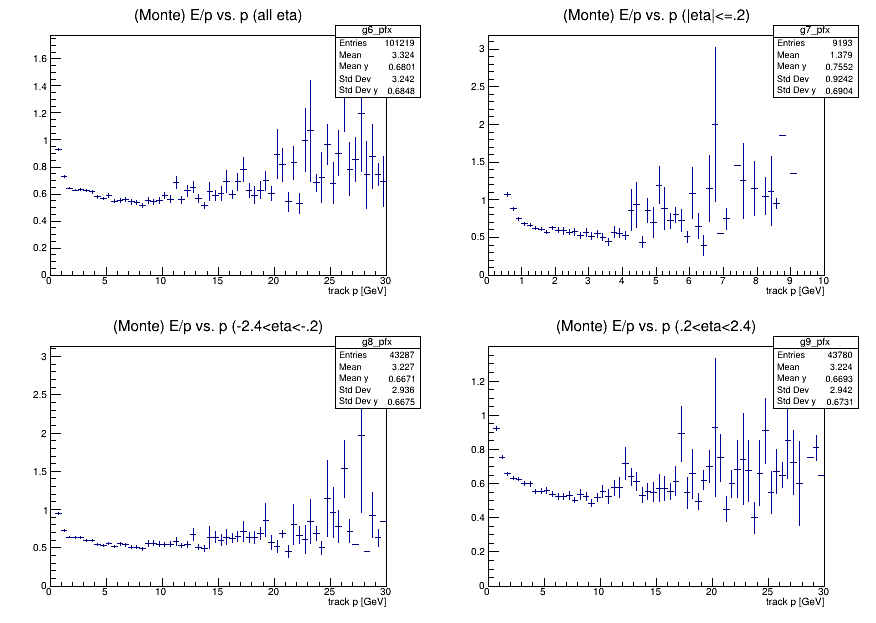 (Monte) E/p vs. p (all eta)
g6_pfx
Entries 101219
Mean 3.324
Mean y 0.6801
Std Dev 3.242
Std Dev y 0.6848
1.6
1.4
1.2
1
0.8
0.6
0.4
0.2
0
0 5 10 15 20 25 30
track p [GeV]
(Monte) E/p vs. p (|eta|<=.2)
g7_pfx
Entries 9193
Mean 1.379
Mean y 0.7552
Std Dev 0.9242
Std Dev y 0.6904
3
2.5
2
1.5
1
0.5
0
0 1 2 3 4 5 6 7 8 9 10
track p [GeV]
(Monte) E/p vs. p (-2.4<eta<-.2)
g8_pfx
Entries 43287
Mean 3.227
Mean y 0.6671
Std Dev 2.936
Std Dev y 0.6675
3
2.5
2
1.5
1
0.5
0
0 5 10 15 20 25 30
track p [GeV]
(Monte) E/p vs. p (.2<eta<2.4)
g9_pfx
Entries 43780
Mean 3.224
Mean y 0.6693
Std Dev 2.942
Std Dev y 0.6731
1.2
1
0.8
0.6
0.4
0.2
0
0 5 10 15 20 25 30
track p [GeV]